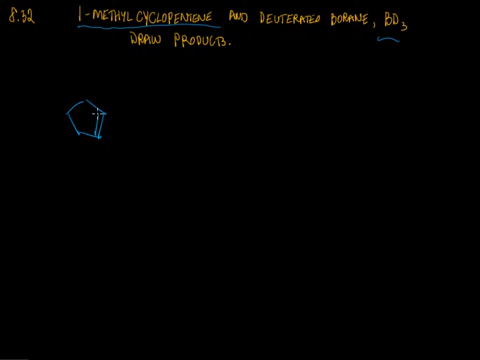 8.32 1-METHYLCYCLOPENTENE AND DEUTERATED BORANE, BD3
DRAW PRODUCTS.